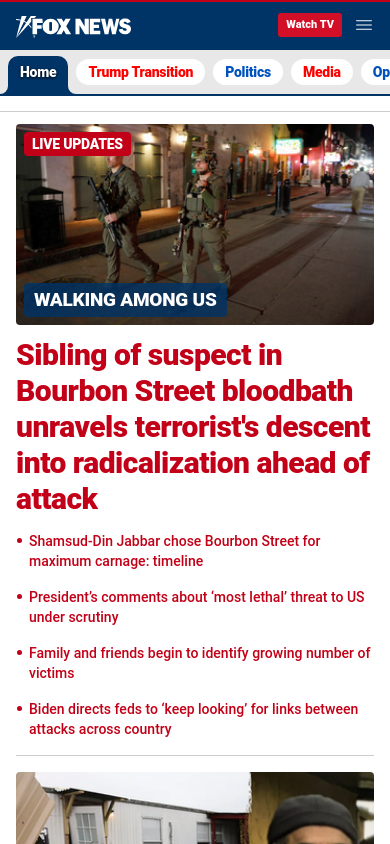 FOX NEWS
Watch TV
Home
Trump Transition
Politics
Media
Op
LIVE UPDATES
WALKING AMONG US
Sibling of suspect in
Bourbon Street bloodbath
unravels terrorist's descent
into radicalization ahead of
attack
• Shamsud-Din Jabbar chose Bourbon Street for
maximum carnage: timeline
• President’s comments about ‘most lethal’ threat to US
under scrutiny
• Family and friends begin to identify growing number of
victims
• Biden directs feds to ‘keep looking’ for links between
attacks across country